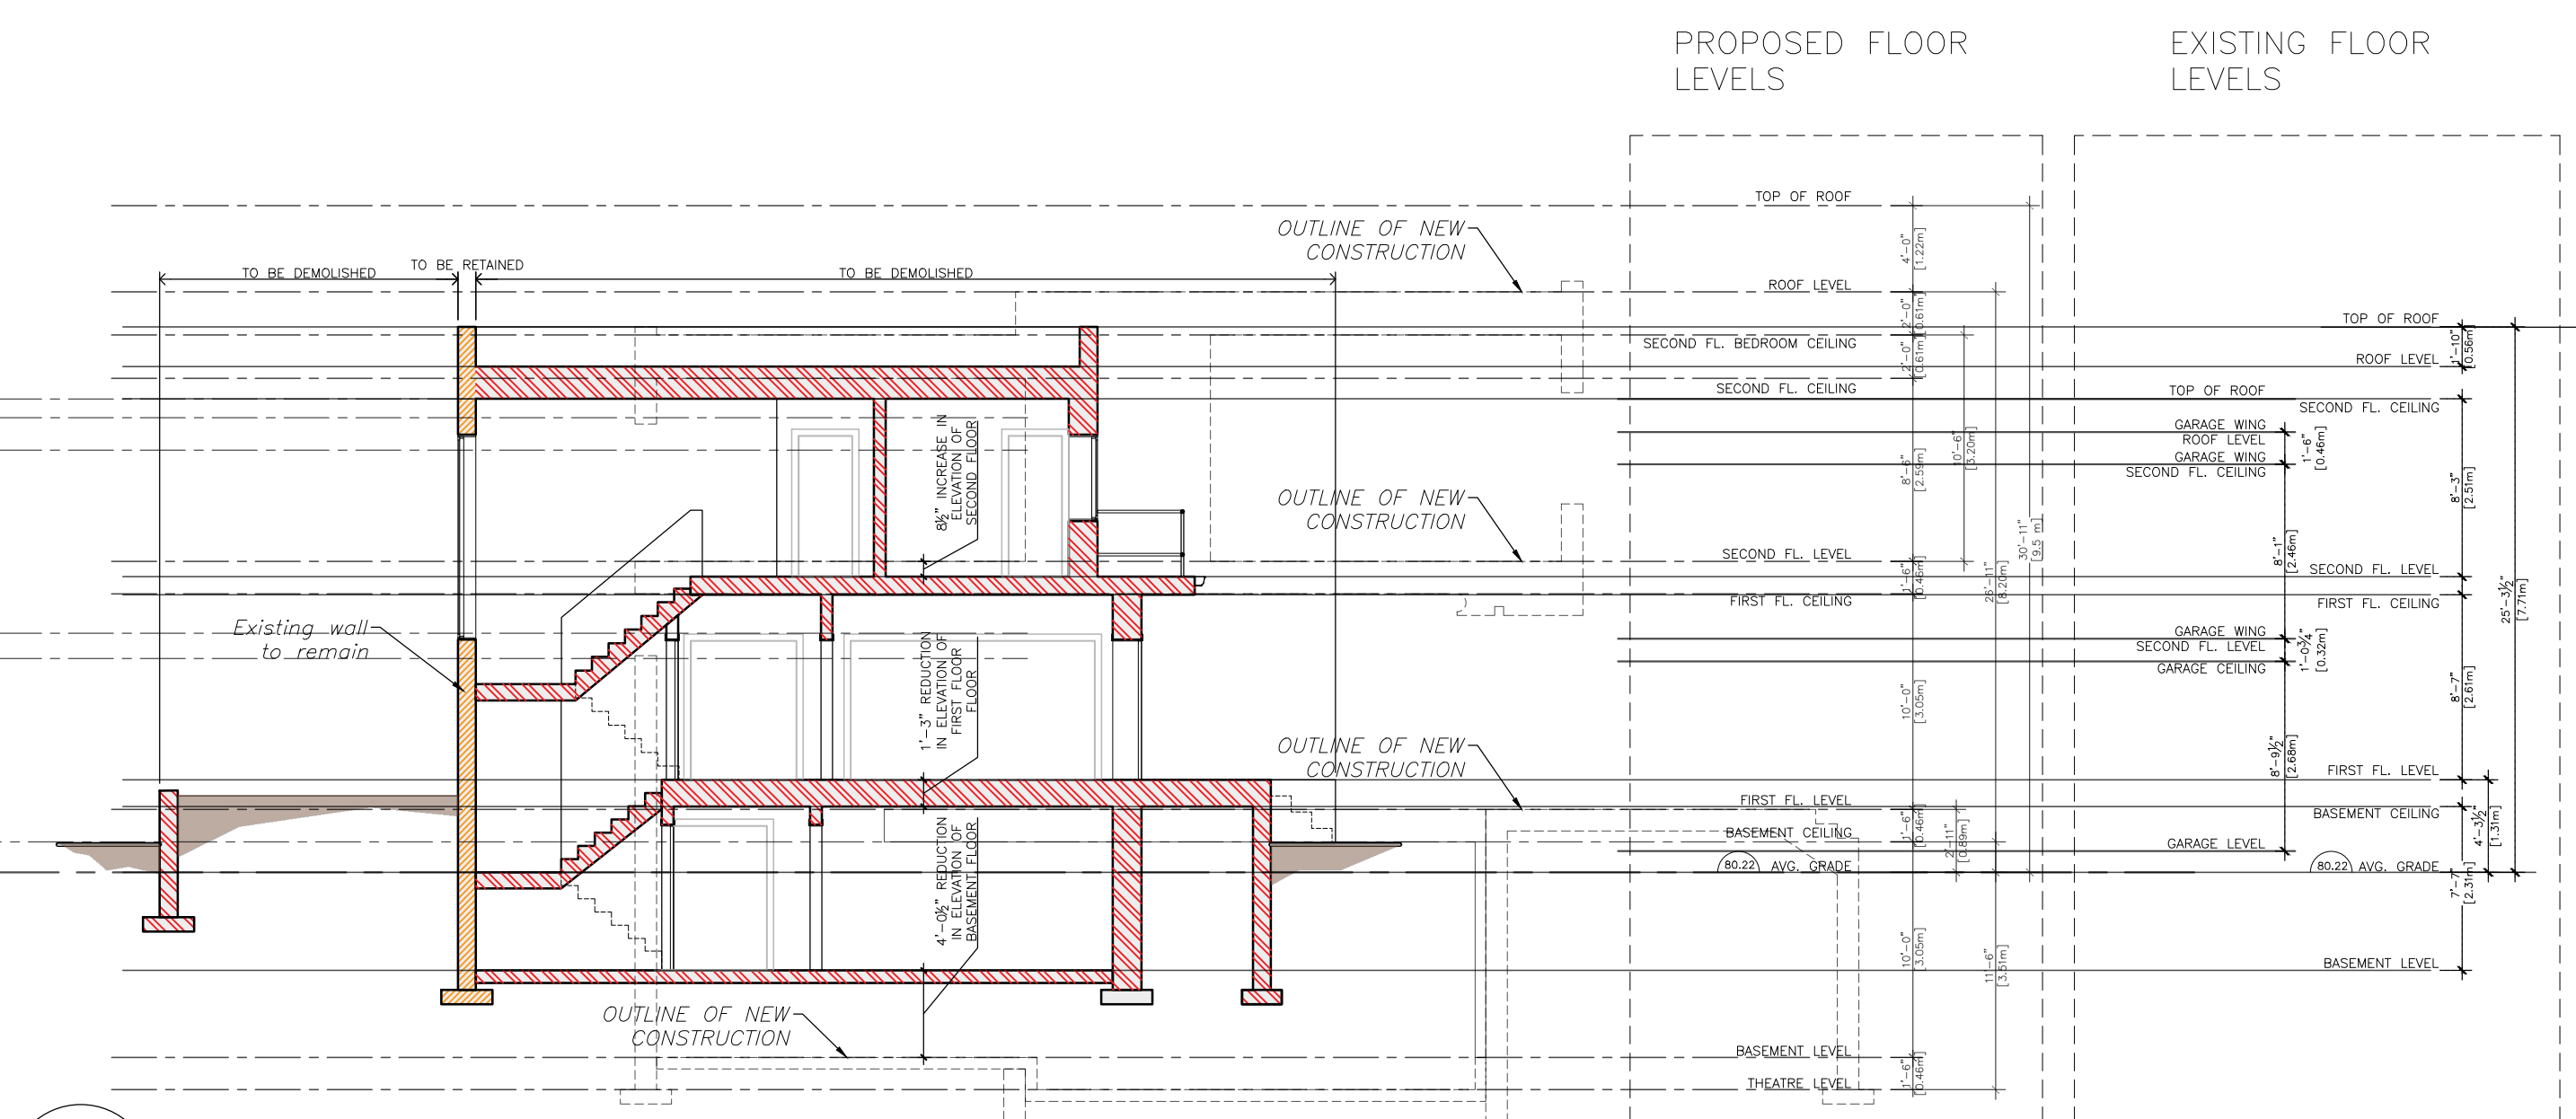 PROPOSED FLOOR
LEVELS
EXISTING FLOOR
LEVELS
TO BE DEMOLISHED
TO BE RETAINED
TO BE DEMOLISHED
OUTLINE OF NEW
CONSTRUCTION
OUTLINE OF NEW
CONSTRUCTION
OUTLINE OF NEW
CONSTRUCTION
OUTLINE OF NEW
CONSTRUCTION
Existing wall
to remain
8½" INCREASE IN
ELEVATION OF
SECOND FLOOR
1'-3" REDUCTION
IN ELEVATION OF
FIRST FLOOR
FLOOR
4'-0½" REDUCTION
IN ELEVATION OF
BASEMENT FLOOR
TOP OF ROOF
ROOF LEVEL
SECOND FL. BEDROOM CEILING
SECOND FL. CEILING
SECOND FL. LEVEL
FIRST FL. CEILING
FIRST FL. LEVEL
BASEMENT CEILING
80.22
AVG. GRADE
BASEMENT LEVEL
THEATRE LEVEL
4'-0"
[1.22m]
2'-0"
[0.61m]
2'-0"
[0.61m]
8'-6"
[2.59m]
1'-6"
[0.46m]
10'-0"
[3.05m]
1'-6"
[0.46m]
10'-0"
[3.05m]
1'-6"
[0.46m]
10'-6"
[3.20m]
2'-11"
[0.89m]
26'-11"
[8.20m]
11'-6"
[3.51m]
30'-11"
[9.5 m]
TOP OF ROOF
ROOF LEVEL
TOP OF ROOF
SECOND FL. CEILING
GARAGE WING
ROOF LEVEL
GARAGE WING
SECOND FL. CEILING
SECOND FL. LEVEL
FIRST FL. CEILING
GARAGE WING
SECOND FL. LEVEL
GARAGE CEILING
FIRST FL. LEVEL
BASEMENT CEILING
GARAGE LEVEL
80.22
AVG. GRADE
BASEMENT LEVEL
1'-6"
[0.46m]
8'-1"
[2.46m]
1'-0¾"
[0.32m]
8'-9½"
[2.68m]
1'-10"
[0.56m]
8'-3"
[2.51m]
8'-7"
[2.61m]
7'-7"
[2.31m]
4'-3½"
[1.31m]
25'-3½"
[7.71m]